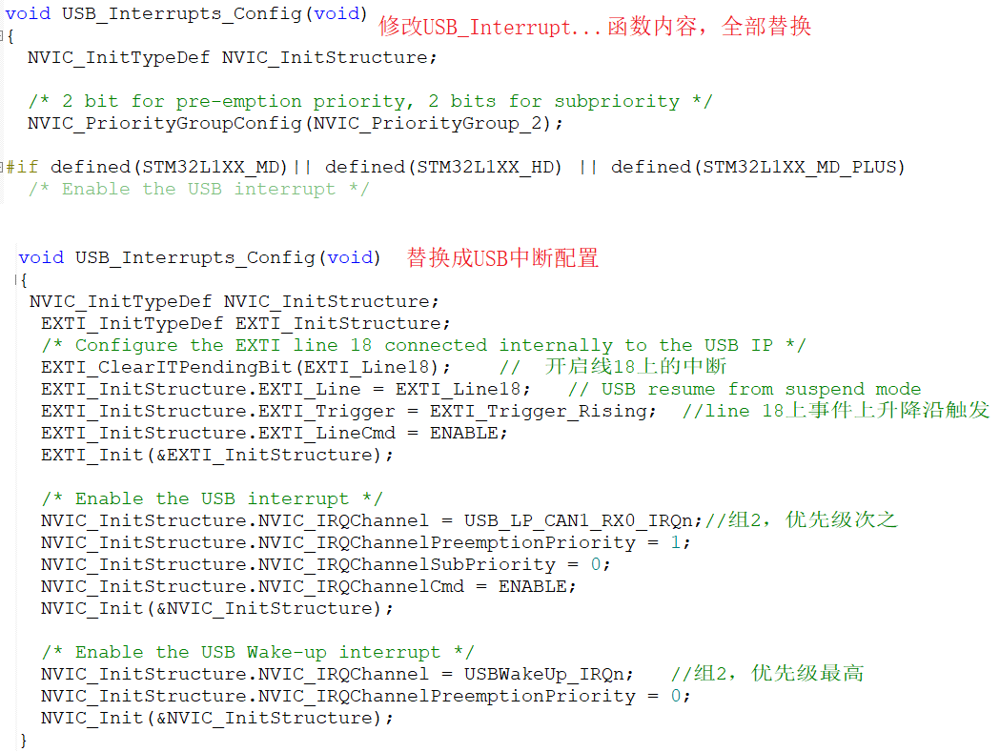 void USB_Interrupts_Config(void) 修改USB_Interrupt...函数内容，全部替换
{
NVIC_InitTypeDef NVIC_InitStructure;
/* 2 bit for pre-emption priority, 2 bits for subpriority */
NVIC_PriorityGroupConfig(NVIC_PriorityGroup_2);
#if defined(STM32L1XX_MD)|| defined(STM32L1XX_HD) || defined(STM32L1XX_MD_PLUS)
/* Enable the USB interrupt */
void USB_Interrupts_Config(void) 替换成USB中断配置
{
NVIC_InitTypeDef NVIC_InitStructure;
EXTI_InitTypeDef EXTI_InitStructure;
/* Configure the EXTI line 18 connected internally to the USB IP */
EXTI_ClearITPendingBit(EXTI_Line18); // 开启线18上的中断
EXTI_InitStructure.EXTI_Line = EXTI_Line18; // USB resume from suspend mode
EXTI_InitStructure.EXTI_Trigger = EXTI_Trigger_Rising; //line 18上事件上升降沿触发
EXTI_InitStructure.EXTI_LineCmd = ENABLE;
EXTI_Init(&EXTI_InitStructure);
/* Enable the USB interrupt */
NVIC_InitStructure.NVIC_IRQChannel = USB_LP_CAN1_RX0_IRQn;//组2，优先级次之
NVIC_InitStructure.NVIC_IRQChannelPreemptionPriority = 1;
NVIC_InitStructure.NVIC_IRQChannelSubPriority = 0;
NVIC_InitStructure.NVIC_IRQChannelCmd = ENABLE;
NVIC_Init(&NVIC_InitStructure);
/* Enable the USB Wake-up interrupt */
NVIC_InitStructure.NVIC_IRQChannel = USBWakeUp_IRQn; //组2，优先级最高
NVIC_InitStructure.NVIC_IRQChannelPreemptionPriority = 0;
NVIC_Init(&NVIC_InitStructure);
}